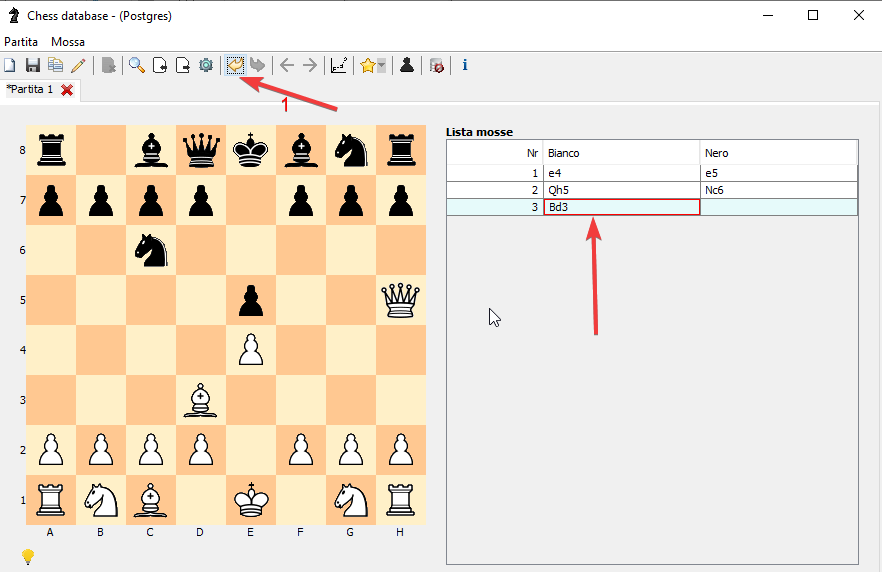 Chess database - (Postgres)
Partita Mossa
*Partita 1
1
Lista mosse
Nr Bianco Nero
1 e4 e5
2 Qh5 Nc6
3 Bd3
8
7
6
5
4
3
2
1
A B C D E F G H